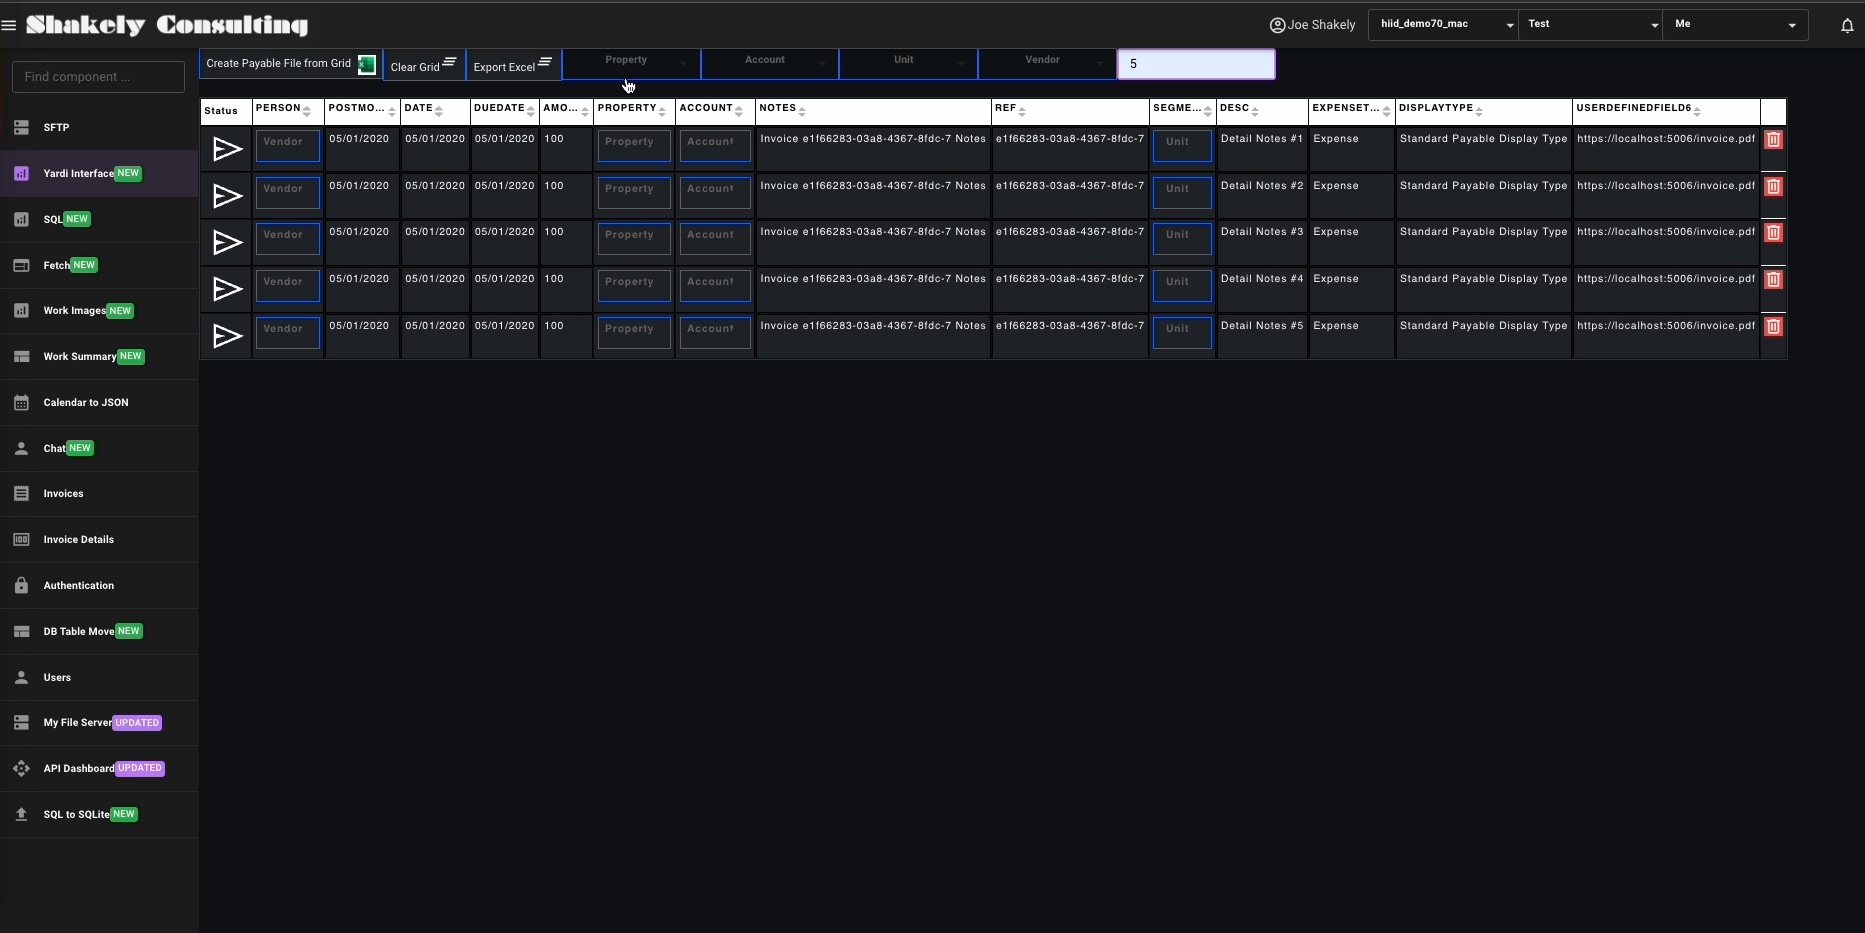 Shakely Consulting
Joe Shakely
hiid_demo70_mac
Test
Me
Create Payable File from Grid
Clear Grid
Export Excel
Property
Account
Unit
Vendor
5
Find component ...
SFTP
Yardi Interface NEW
SQL NEW
Fetch NEW
Work Images NEW
Work Summary NEW
Calendar to JSON
Chat NEW
Invoices
Invoice Details
Authentication
DB Table Move NEW
Users
My File Server UPDATED
API Dashboard UPDATED
SQL to SQLite NEW
Status PERSON POSTMO... DATE DUEDATE AMO... PROPERTY ACCOUNT NOTES REF SEGME... DESC EXPENSET... DISPLAYTYPE USERDEFINEDFIELD6
Vendor 05/01/2020 05/01/2020 05/01/2020 100 Property Account Invoice e1f66283-03a8-4367-8fdc-7 Notes e1f66283-03a8-4367-8fdc-7 Unit Detail Notes #1 Expense Standard Payable Display Type https://localhost:5006/invoice.pdf
Vendor 05/01/2020 05/01/2020 05/01/2020 100 Property Account Invoice e1f66283-03a8-4367-8fdc-7 Notes e1f66283-03a8-4367-8fdc-7 Unit Detail Notes #2 Expense Standard Payable Display Type https://localhost:5006/invoice.pdf
Vendor 05/01/2020 05/01/2020 05/01/2020 100 Property Account Invoice e1f66283-03a8-4367-8fdc-7 Notes e1f66283-03a8-4367-8fdc-7 Unit Detail Notes #3 Expense Standard Payable Display Type https://localhost:5006/invoice.pdf
Vendor 05/01/2020 05/01/2020 05/01/2020 100 Property Account Invoice e1f66283-03a8-4367-8fdc-7 Notes e1f66283-03a8-4367-8fdc-7 Unit Detail Notes #4 Expense Standard Payable Display Type https://localhost:5006/invoice.pdf
Vendor 05/01/2020 05/01/2020 05/01/2020 100 Property Account Invoice e1f66283-03a8-4367-8fdc-7 Notes e1f66283-03a8-4367-8fdc-7 Unit Detail Notes #5 Expense Standard Payable Display Type https://localhost:5006/invoice.pdf